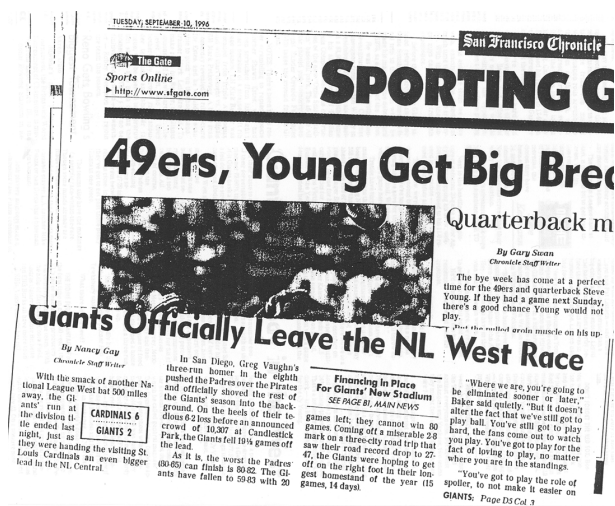 TUESDAY, SEPTEMBER 10, 1996
San Francisco Chronicle
The Gate
Sports Online
▶ http://www.sfgate.com
SPORTING G
49ers, Young Get Big Brea
Quarterback m
By Gary Swan
Chronicle Staff Writer
The bye week has come at a perfect
time for the 49ers and quarterback Steve
Young. If they had a game next Sunday,
there's a good chance Young would not
play.
But the pulled groin muscle on his up-
Giants Officially Leave the NL West Race
By Nancy Gay
Chronicle Staff Writer
With the smack of another Na-
tional League West bat 500 miles
away, the Gi-
ants' run at
the division ti-
tle ended last
night, just as
they were handing the visiting St.
Louis Cardinals an even bigger
lead in the NL Central.
CARDINALS 6
GIANTS 2
In San Diego, Greg Vaughn's
three-run homer in the eighth
pushed the Padres over the Pirates
and officially shoved the rest of
the Giants' season into the back-
ground. On the heels of their te-
dious 6-2 loss before an announced
crowd of 10,307 at Candlestick
Park, the Giants fell 19½ games off
the lead.
As it is, the worst the Padres
(80-65) can finish is 80-82. The Gi-
ants have fallen to 59-83 with 20
Financing In Place
For Giants' New Stadium
SEE PAGE B1, MAIN NEWS
games left; they cannot win 80
games. Coming off a miserable 2-8
mark on a three-city road trip that
saw their road record drop to 27-
47, the Giants were hoping to get
off on the right foot in their lon-
gest homestand of the year (15
games, 14 days).
"Where we are, you're going to
be eliminated sooner or later,"
Baker said quietly. "But it doesn't
alter the fact that we've still got to
play ball. You've still got to play
hard, the fans come out to watch
you play. You've got to play for the
fact of loving to play, no matter
where you are in the standings.
"You've got to play the role of
spoiler, to not make it easier on
GIANTS: Page D5 Col 3